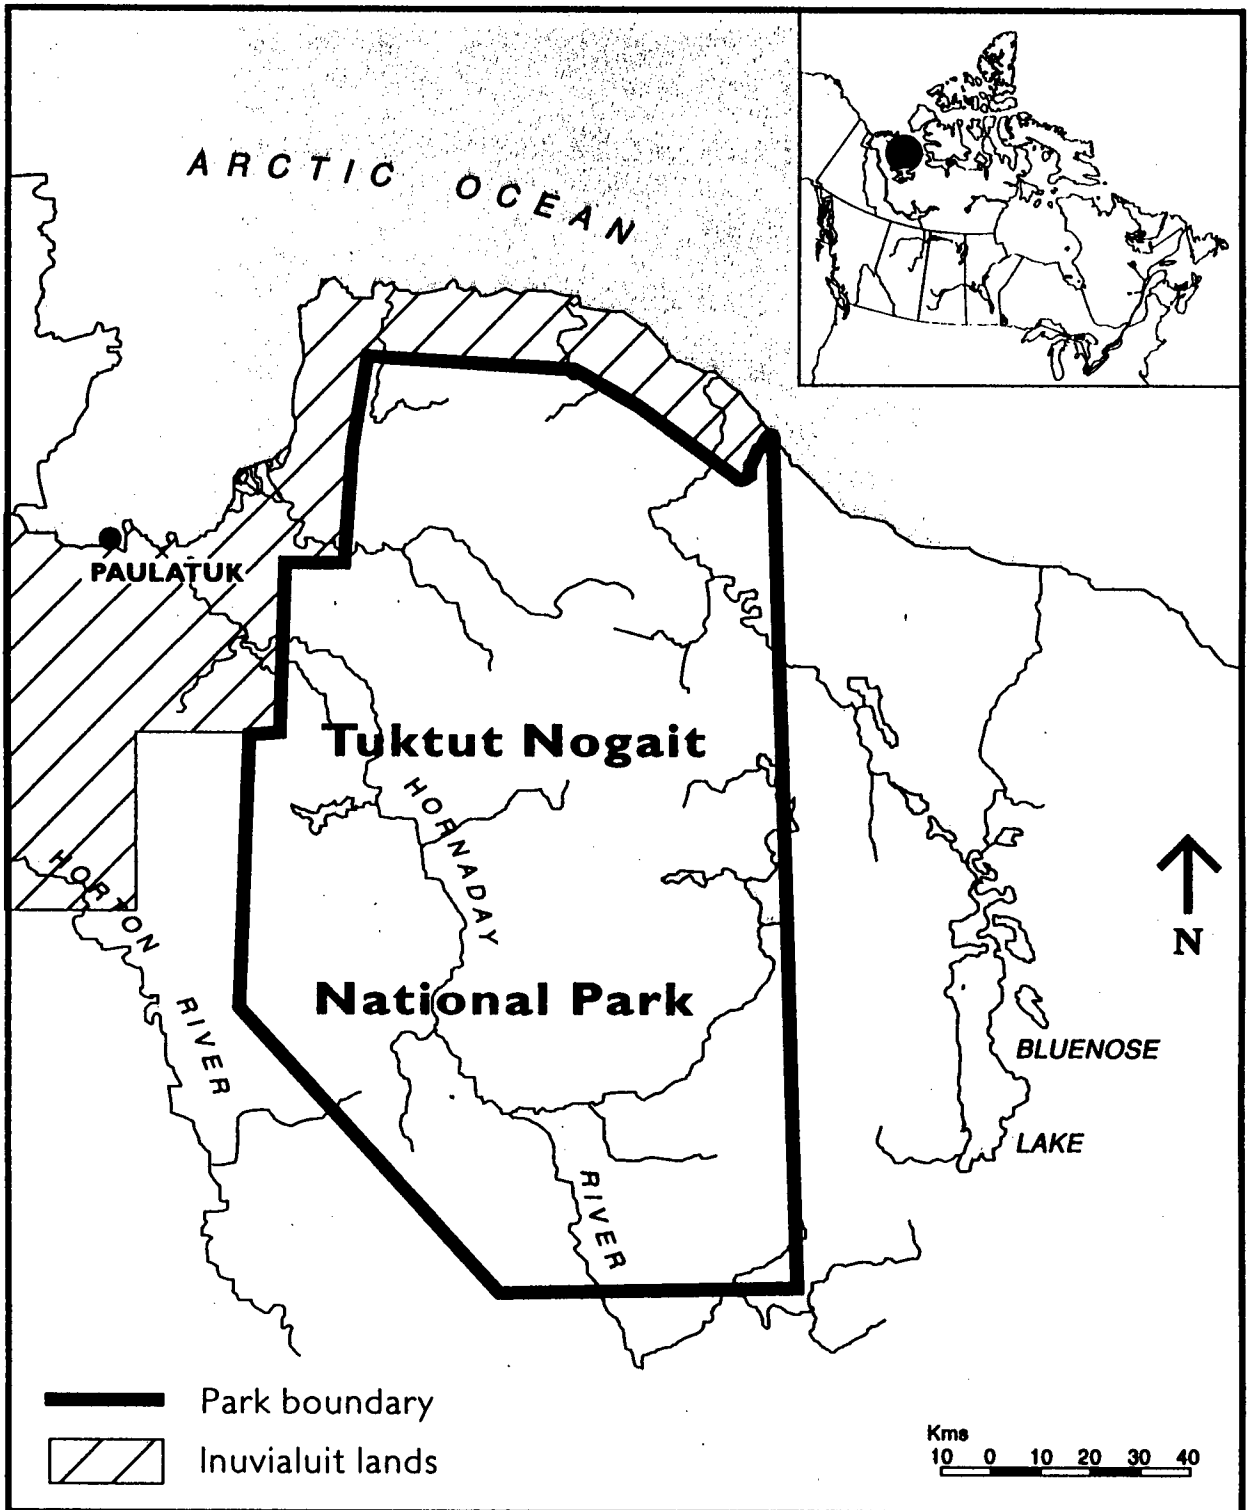 ARCTIC OCEAN
PAULATUK
Tuktut Nogait
HORNADAY
HORTON
N
National Park
RIVER
BLUENOSE
LAKE
RIVER
Park boundary
Inuvialuit lands
Kms
10 0 10 20 30 40